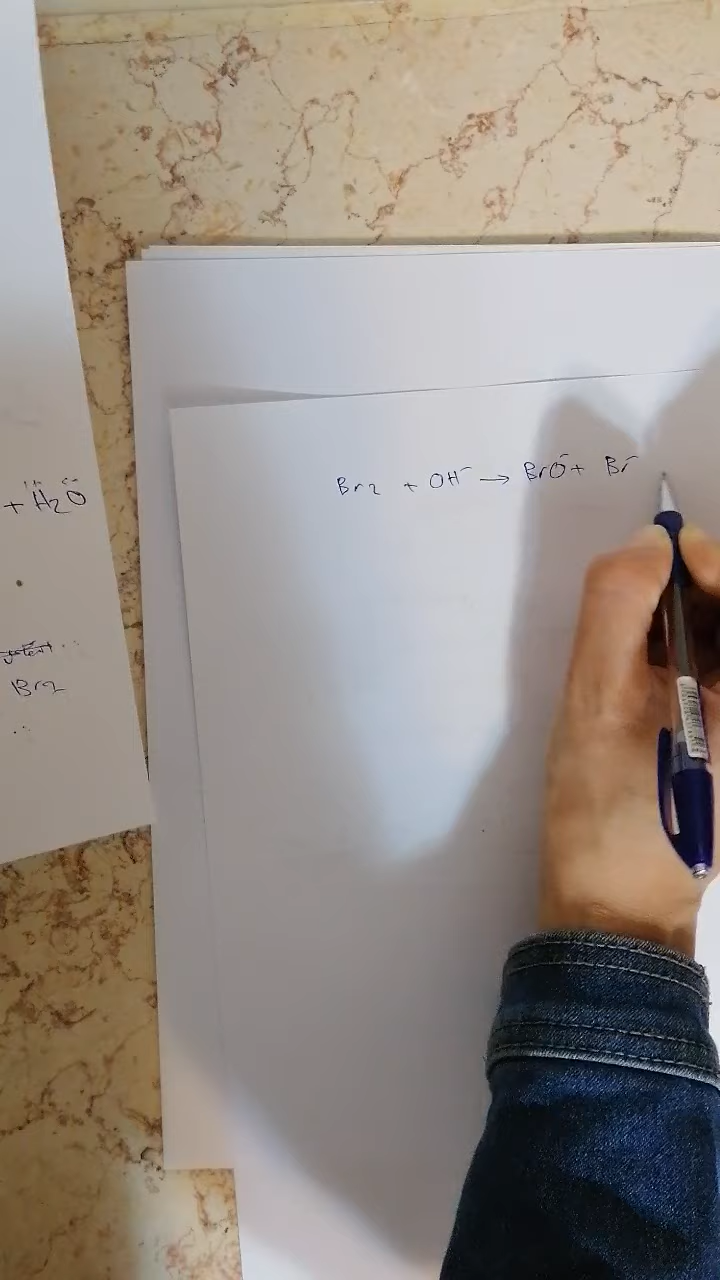 Br2 + OH⁻ → BrO⁻ + Br⁻
+ H2O
Br2